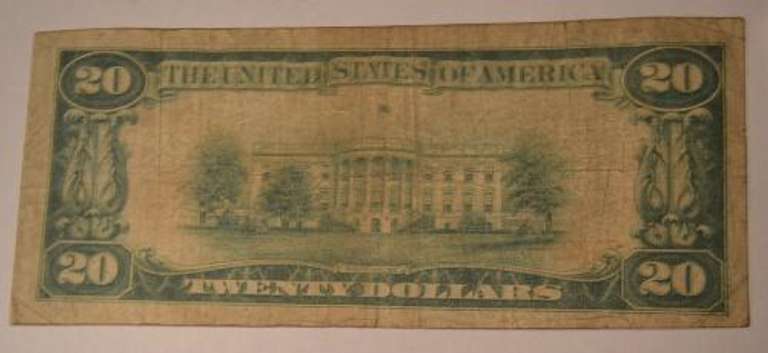 20 THE UNITED STATES OF AMERICA 20
20 TWENTY DOLLARS 20